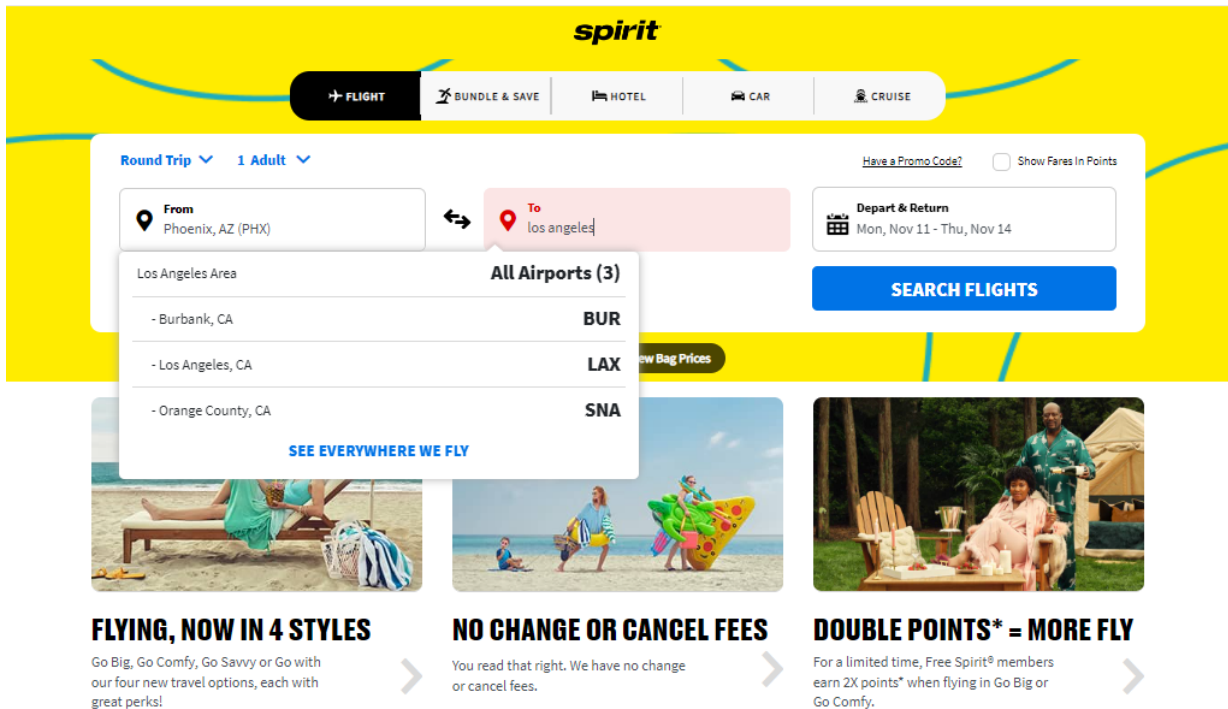 spirit
FLIGHT
BUNDLE & SAVE
HOTEL
CAR
CRUISE
Round Trip
1 Adult
Have a Promo Code?
Show Fares In Points
From
Phoenix, AZ (PHX)
To
los angeles
Depart & Return
Mon, Nov 11 - Thu, Nov 14
Los Angeles Area
All Airports (3)
- Burbank, CA
BUR
- Los Angeles, CA
LAX
- Orange County, CA
SNA
SEE EVERYWHERE WE FLY
SEARCH FLIGHTS
Bag Prices
FLYING, NOW IN 4 STYLES
Go Big, Go Comfy, Go Savvy or Go with
our four new travel options, each with
great perks!
NO CHANGE OR CANCEL FEES
You read that right. We have no change
or cancel fees.
DOUBLE POINTS* = MORE FLY
For a limited time, Free Spirit® members
earn 2X points* when flying in Go Big or
Go Comfy.